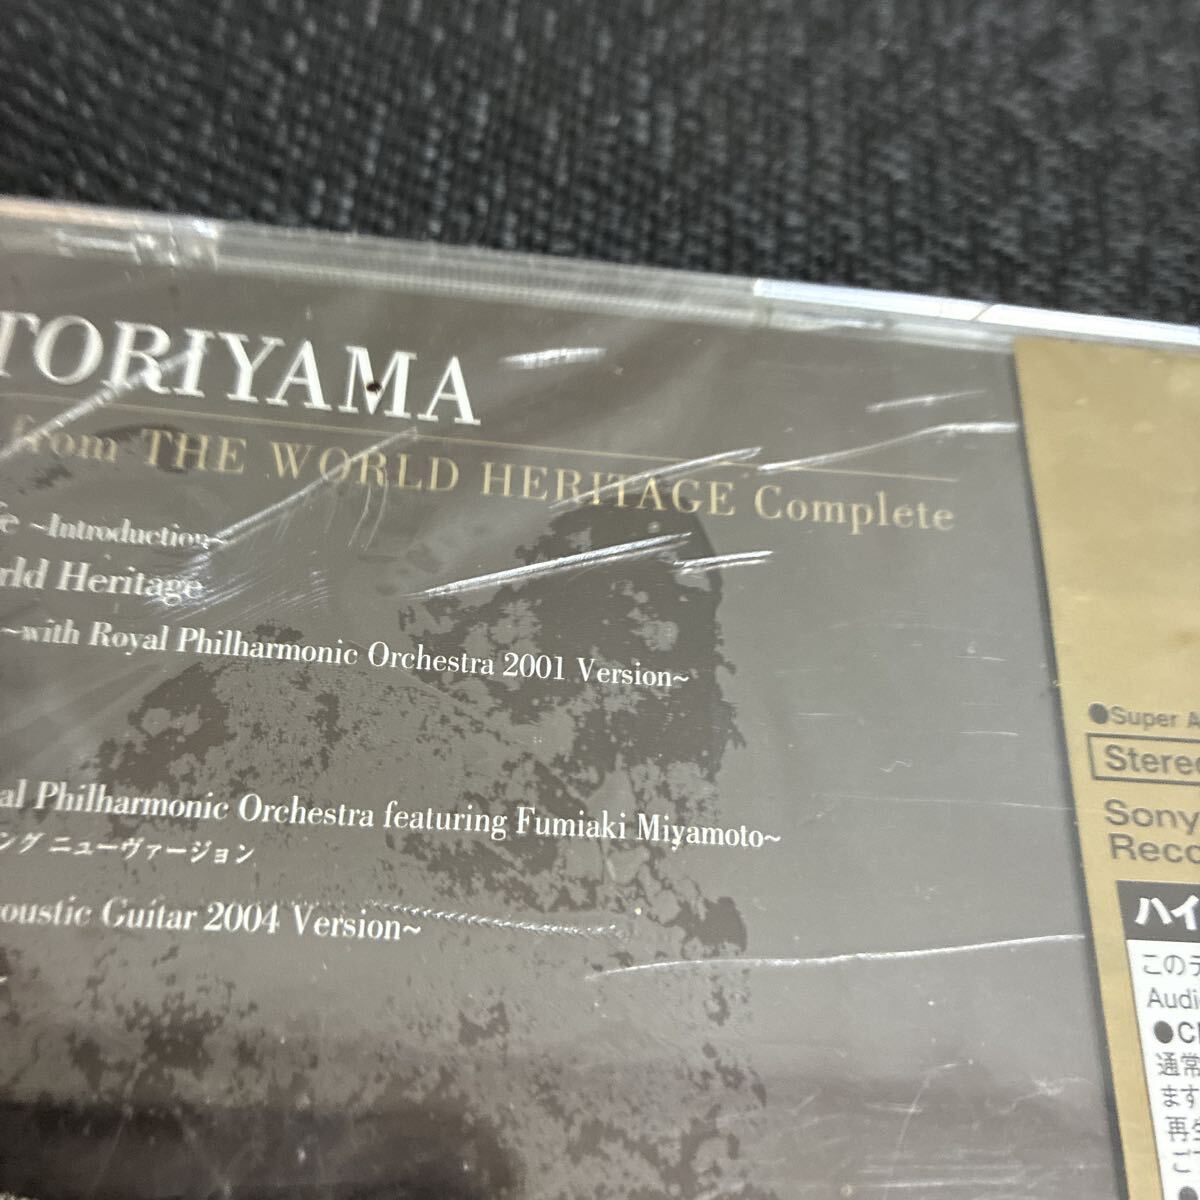 TORIYAMA
from THE WORLD HERITAGE Complete
~Introduction~
rld Heritage
~with Royal Philharmonic Orchestra 2001 Version~
al Philharmonic Orchestra featuring Fumiaki Miyamoto~
ング ニューヴァージョン
oustic Guitar 2004 Version~
●Super A
Stereo
Sony
Reco
ハイ
このデ
Audi
●C
通常
ます
再生